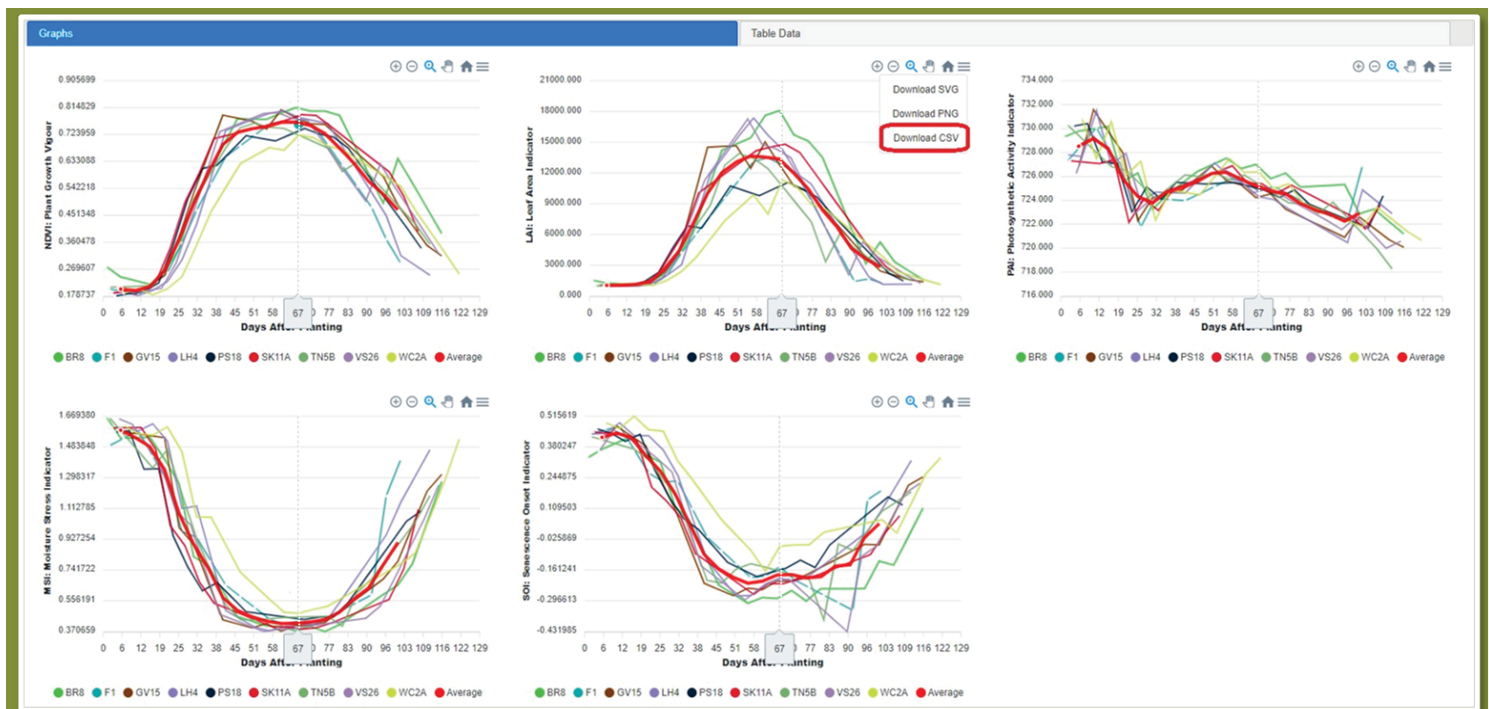 Graphs
Table Data
NDVI: Plant Growth Vigour
0.905699
0.814829
0.723959
0.633088
0.542218
0.451348
0.360478
0.269607
0.178737
0 6 12 19 25 32 38 45 51 58 67 77 83 90 96 103 109 116 122 129
Days After Planting
BR8 F1 GV15 LH4 PS18 SK11A TN5B VS26 WC2A Average
LAI: Loaf Area Indicator
21000.000
18000.000
15000.000
12000.000
9000.000
6000.000
3000.000
0.000
Download SVG
Download PNG
Download CSV
0 6 12 19 25 32 38 45 51 58 67 77 83 90 96 103 109 116 122 129
Days After Planting
BR8 F1 GV15 LH4 PS18 SK11A TN5B VS26 WC2A Average
PAI: Photosynthetic Activity Indicator
734.000
732.000
730.000
728.000
726.000
724.000
722.000
720.000
718.000
716.000
0 6 12 19 25 32 38 45 51 58 67 77 83 90 96 103 109 116 122 129
Days After Planting
BR8 F1 GV15 LH4 PS18 SK11A TN5B VS26 WC2A Average
MSI: Moisture Stress Indicator
1.669380
1.483848
1.298317
1.112785
0.927254
0.741722
0.556191
0.370659
0 6 12 19 25 32 38 45 51 58 67 77 83 90 96 103 109 116 122 129
Days After Planting
BR8 F1 GV15 LH4 PS18 SK11A TN5B VS26 WC2A Average
SOI: Senescence Onset Indicator
0.515619
0.380247
0.244875
0.109503
-0.025869
-0.161241
-0.296613
-0.431985
0 6 12 19 25 32 38 45 51 58 67 77 83 90 96 103 109 116 122 129
Days After Planting
BR8 F1 GV15 LH4 PS18 SK11A TN5B VS26 WC2A Average